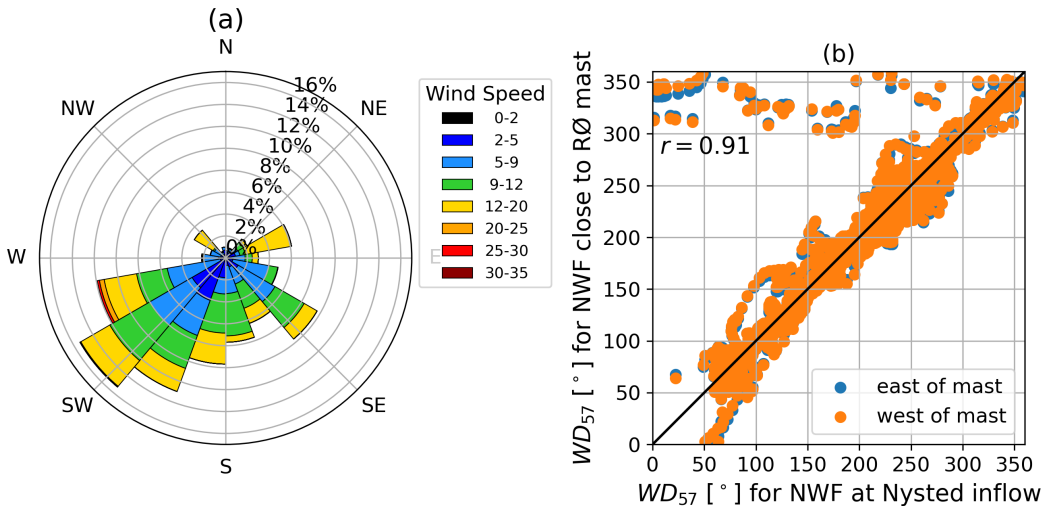 (a)
N
NW
NE
W
E
SW
SE
S
16%
14%
12%
10%
8%
6%
4%
2%
0%
Wind Speed
0-2
2-5
5-9
9-12
12-20
20-25
25-30
30-35
(b)
WD57 [°] for NWF close to RØ mast
350
300
250
200
150
100
50
0
r = 0.91
east of mast
west of mast
0 50 100 150 200 250 300 350
WD57 [°] for NWF at Nysted inflow